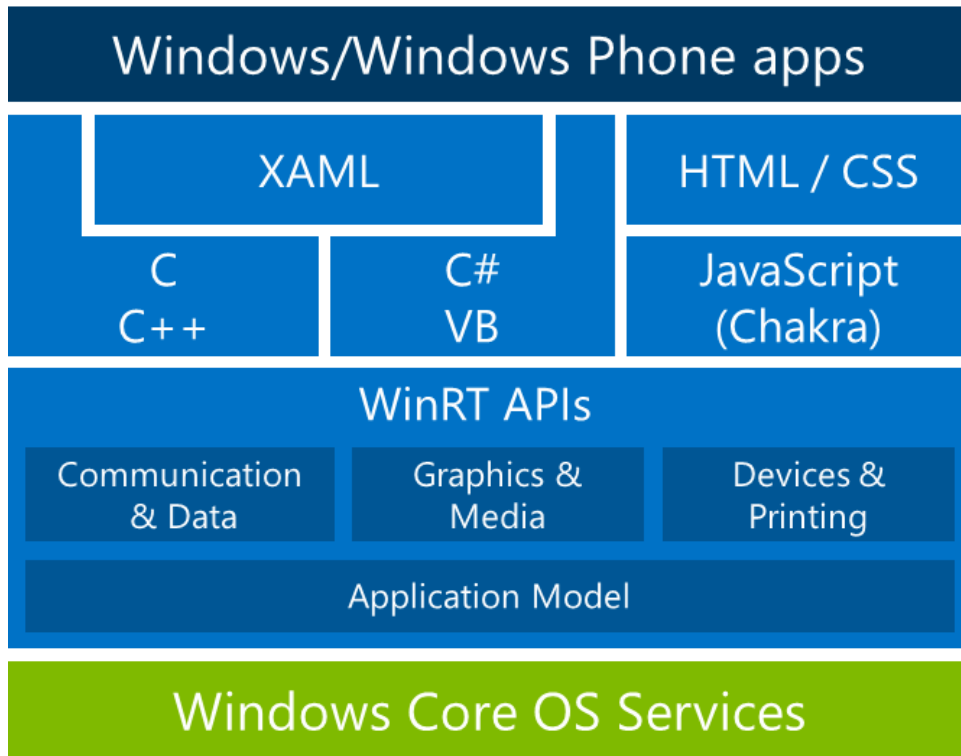 Windows/Windows Phone apps
XAML
HTML / CSS
C
C++
C#
VB
JavaScript
(Chakra)
WinRT APIs
Communication
& Data
Graphics &
Media
Devices &
Printing
Application Model
Windows Core OS Services